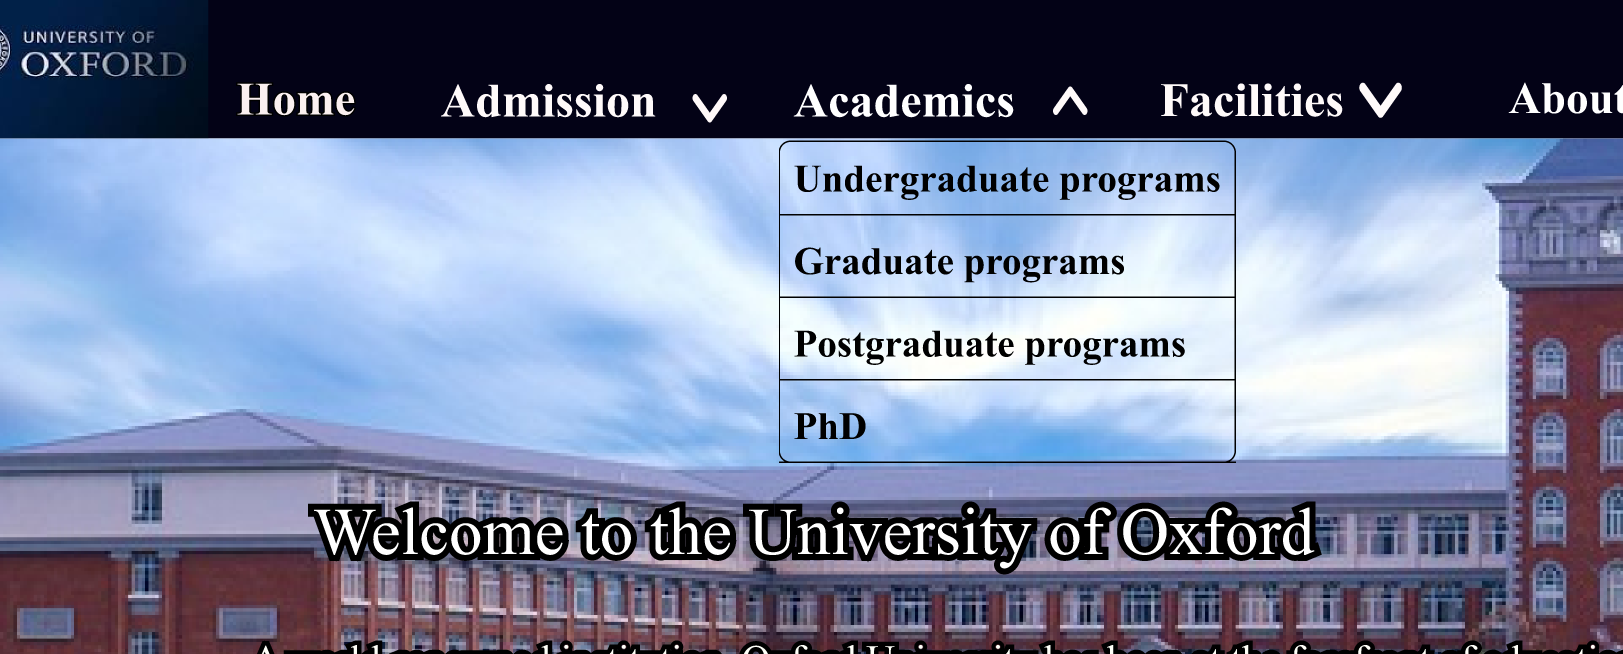 UNIVERSITY OF
OXFORD
Home
Admission
Academics
Facilities
About
Undergraduate programs
Graduate programs
Postgraduate programs
PhD
Welcome to the University of Oxford